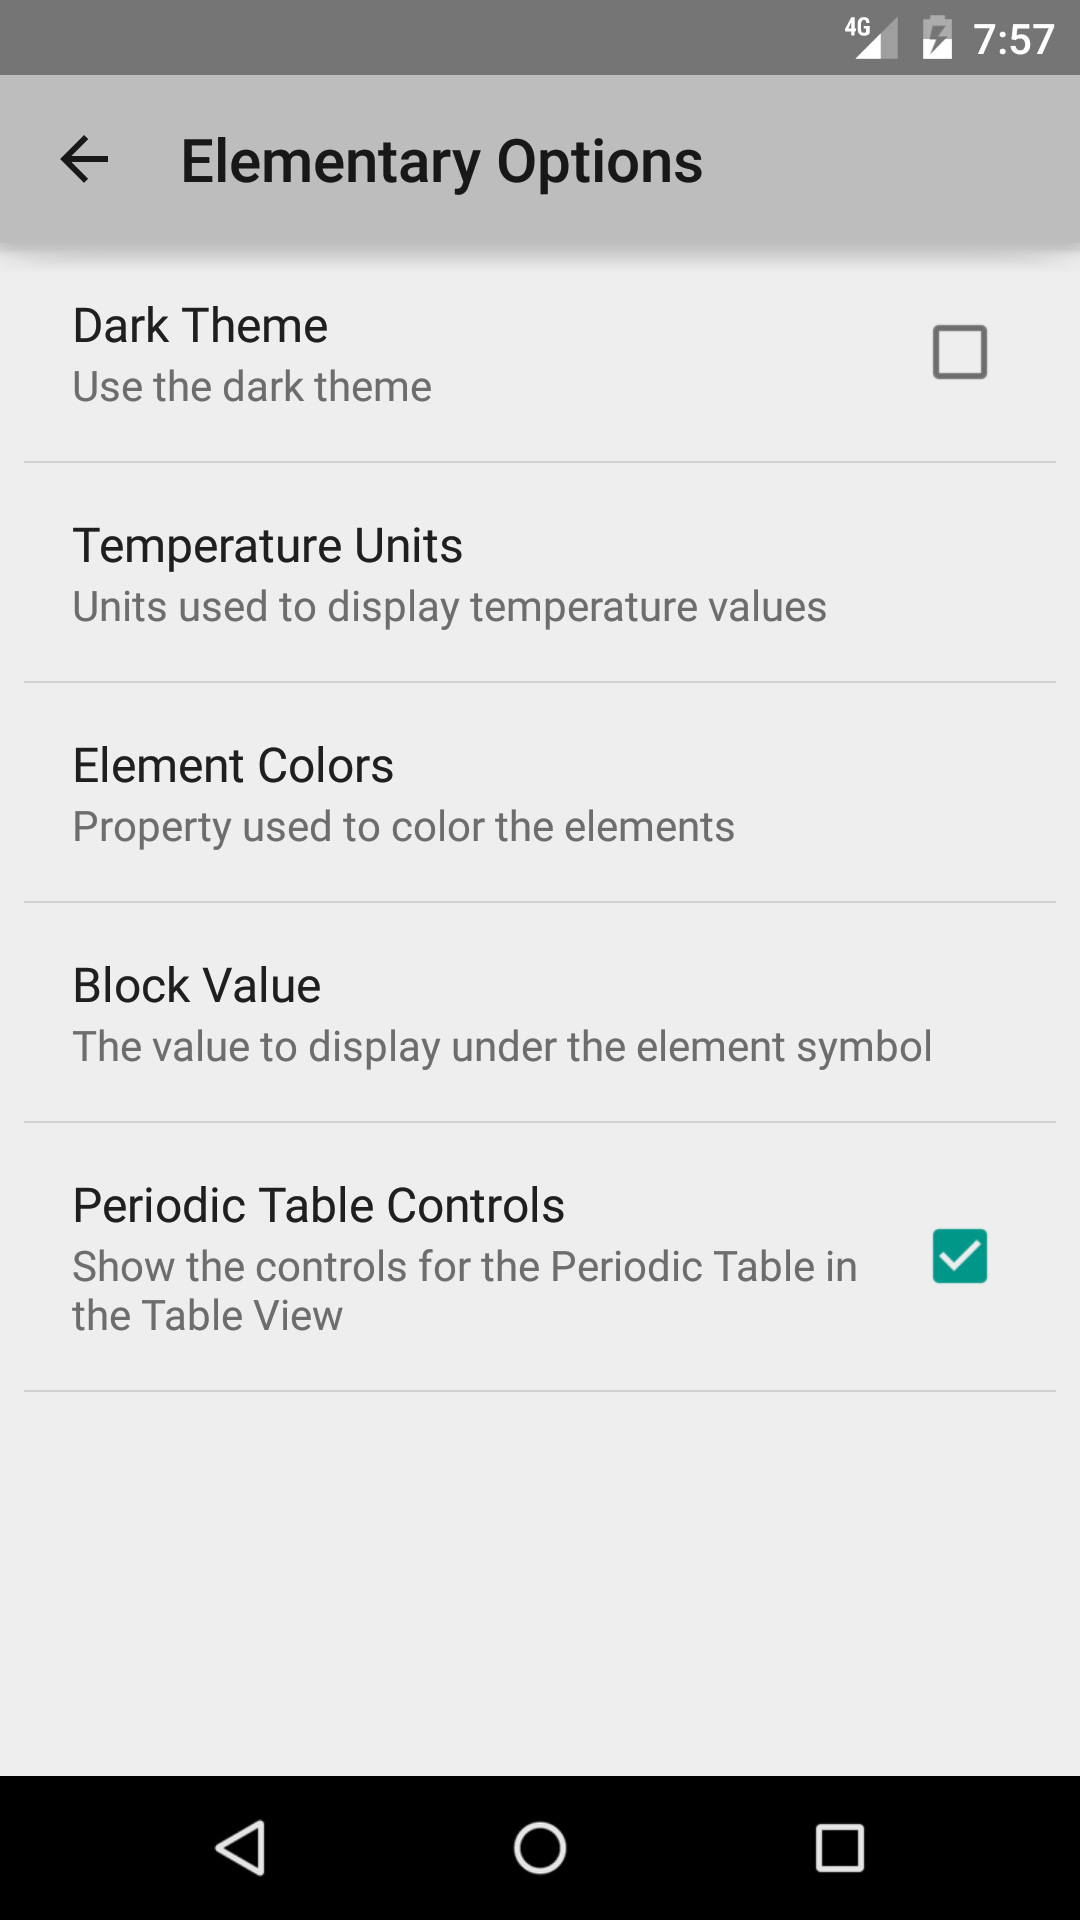 4G 7:57
Elementary Options
Dark Theme
Use the dark theme
Temperature Units
Units used to display temperature values
Element Colors
Property used to color the elements
Block Value
The value to display under the element symbol
Periodic Table Controls
Show the controls for the Periodic Table in
the Table View